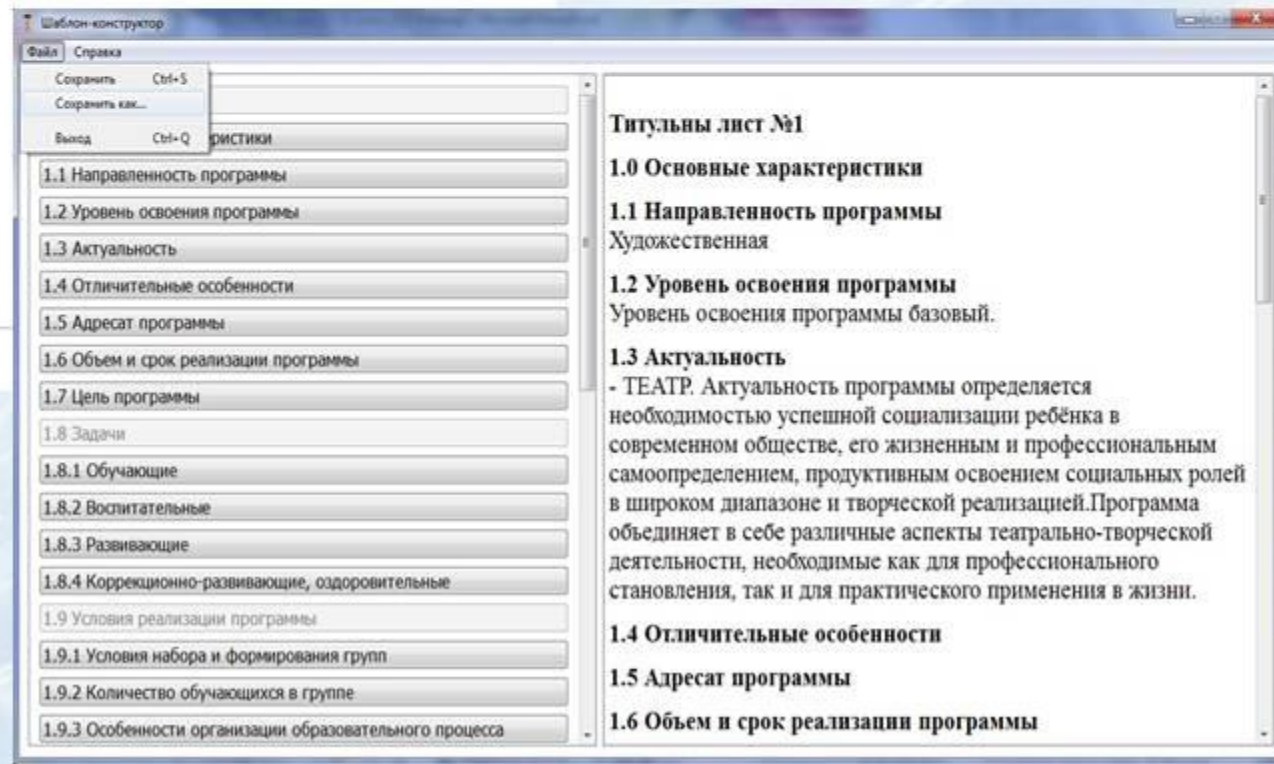 Шаблон-конструктор
Файл Справка
Сохранить Ctrl+S
Сохранить как...
Выход Ctrl+Q
ристики
1.1 Направленность программы
1.2 Уровень освоения программы
1.3 Актуальность
1.4 Отличительные особенности
1.5 Адресат программы
1.6 Объем и срок реализации программы
1.7 Цель программы
1.8 Задачи
1.8.1 Обучающие
1.8.2 Воспитательные
1.8.3 Развивающие
1.8.4 Коррекционно-развивающие, оздоровительные
1.9 Условия реализации программы
1.9.1 Условия набора и формирования групп
1.9.2 Количество обучающихся в группе
1.9.3 Особенности организации образовательного процесса
Титульны лист №1
1.0 Основные характеристики
1.1 Направленность программы
Художественная
1.2 Уровень освоения программы
Уровень освоения программы базовый.
1.3 Актуальность
- ТЕАТР. Актуальность программы определяется
необходимостью успешной социализации ребёнка в
современном обществе, его жизненным и профессиональным
самоопределением, продуктивным освоением социальных ролей
в широком диапазоне и творческой реализацией.Программа
объединяет в себе различные аспекты театрально-творческой
деятельности, необходимые как для профессионального
становления, так и для практического применения в жизни.
1.4 Отличительные особенности
1.5 Адресат программы
1.6 Объем и срок реализации программы